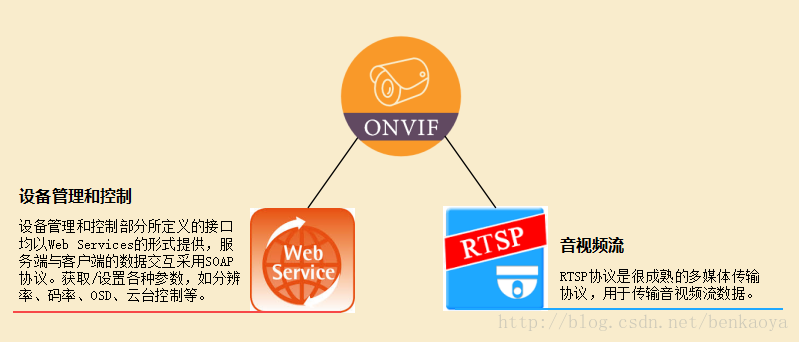 ONVIF
设备管理和控制
设备管理和控制部分所定义的接口
均以Web Services的形式提供，服
务端与客户端的数据交互采用SOAP
协议。获取/设置各种参数，如分辨
率、码率、OSD、云台控制等。
Web
Service
RTSP
音视频流
RTSP协议是很成熟的多媒体传输
协议，用于传输音视频流数据。
http://blog.csdn.net/benkaoya